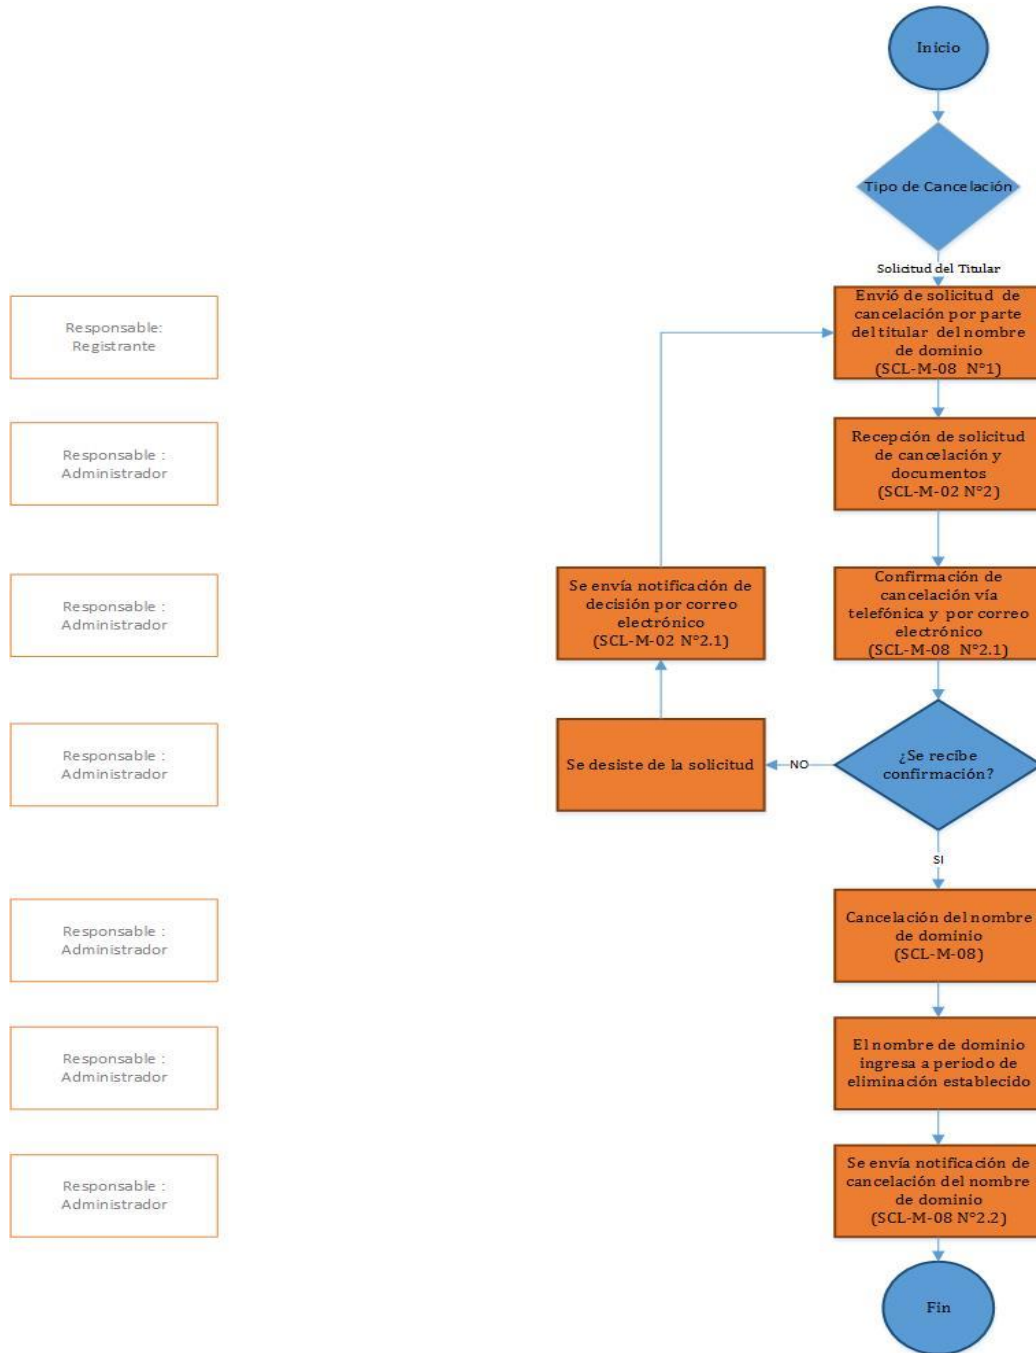 Inicio
Tipo de Cancelación
Solicitud del Titular
Responsable:
Registrante
Envió de solicitud de
cancelación por parte
del titular del nombre
de dominio
(SCL-M-08 N°1)
Responsable :
Administrador
Recepción de solicitud
de cancelación y
documentos
(SCL-M-02 N°2)
Responsable :
Administrador
Se envía notificación de
decisión por correo
electrónico
(SCL-M-02 N°2.1)
Confirmación de
cancelación vía
telefónica y por correo
electrónico
(SCL-M-08 N°2.1)
Responsable :
Administrador
Se desiste de la solicitud
NO
¿Se recibe
confirmación?
SI
Responsable :
Administrador
Cancelación del nombre
de dominio
(SCL-M-08)
Responsable :
Administrador
El nombre de dominio
ingresa a periodo de
eliminación establecido
Responsable :
Administrador
Se envía notificación de
cancelación del nombre
de dominio
(SCL-M-08 N°2.2)
Fin